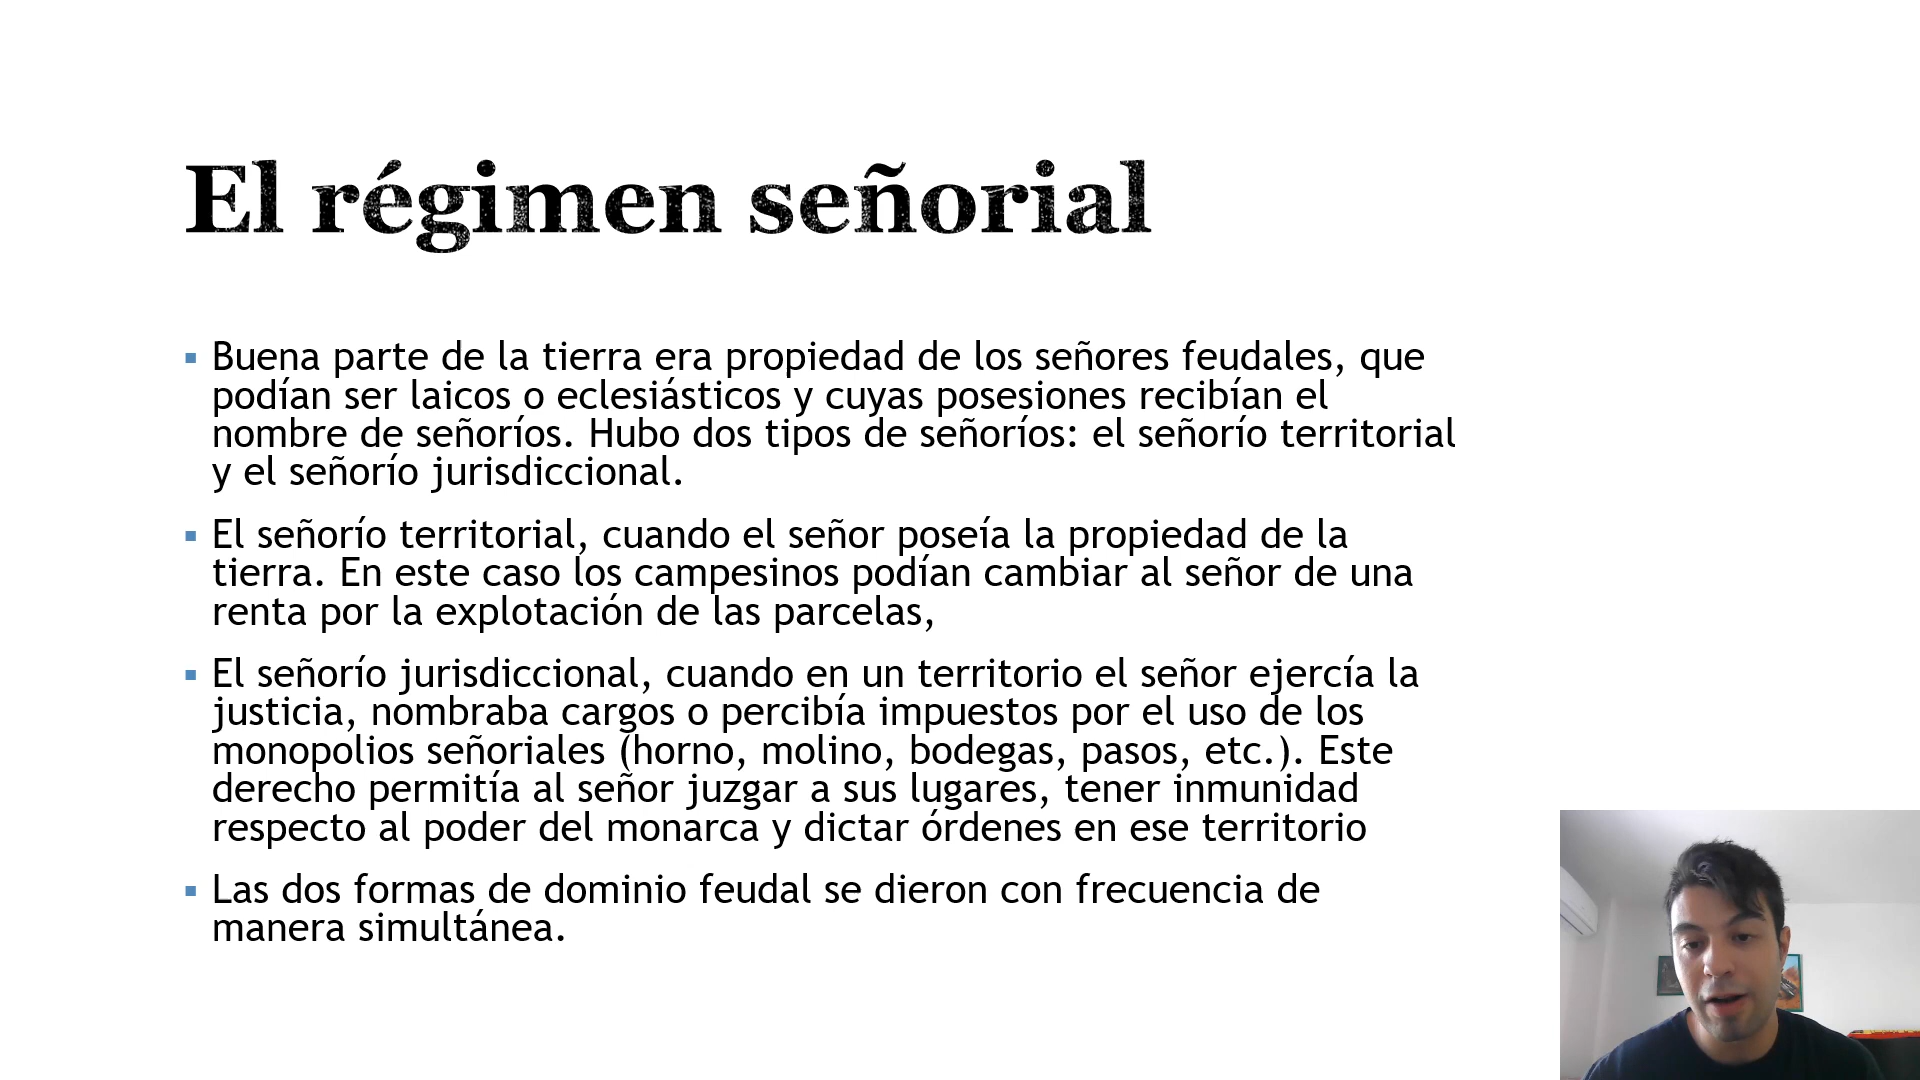 El régimen señorial
▪ Buena parte de la tierra era propiedad de los señores feudales, que
podían ser laicos o eclesiásticos y cuyas posesiones recibían el
nombre de señoríos. Hubo dos tipos de señoríos: el señorío territorial
y el señorío jurisdiccional.
▪ El señorío territorial, cuando el señor poseía la propiedad de la
tierra. En este caso los campesinos podían cambiar al señor de una
renta por la explotación de las parcelas,
▪ El señorío jurisdiccional, cuando en un territorio el señor ejercía la
justicia, nombraba cargos o percibía impuestos por el uso de los
monopolios señoriales (horno, molino, bodegas, pasos, etc.). Este
derecho permitía al señor juzgar a sus lugares, tener inmunidad
respecto al poder del monarca y dictar órdenes en ese territorio
▪ Las dos formas de dominio feudal se dieron con frecuencia de
manera simultánea.